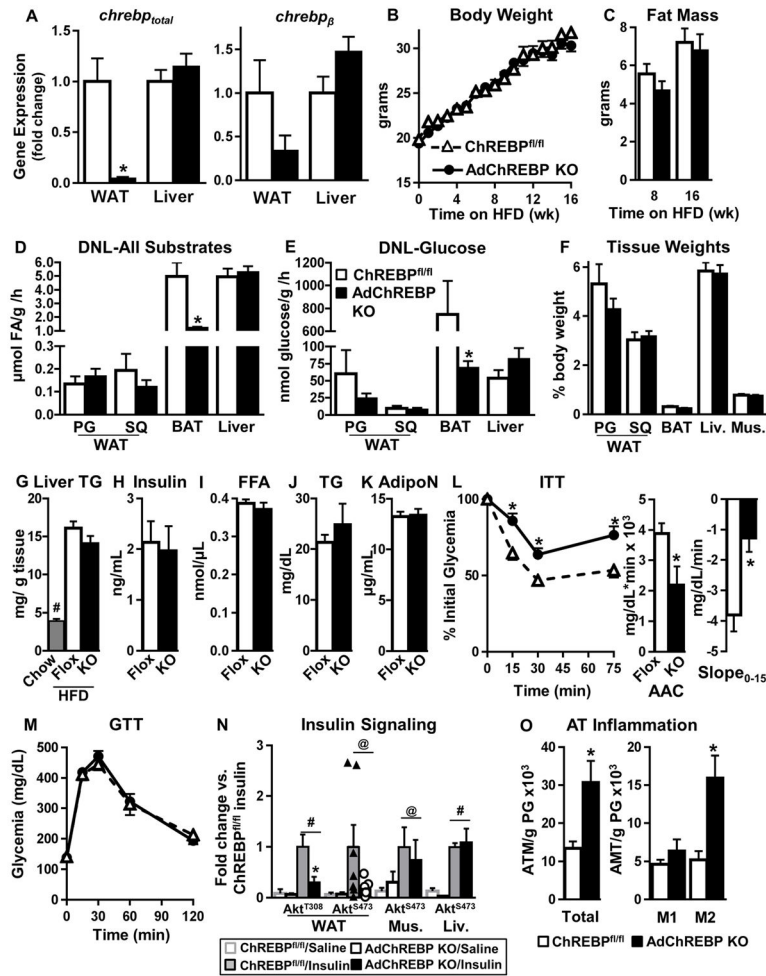 A
chrebp total
chrebp β
Gene Expression
(fold change)
1.5
1.0
0.5
0.0
*
WAT Liver
1.5
1.0
0.5
0.0
WAT Liver
B Body Weight
grams
30
20
10
ChREBP fl/fl
AdChREBP KO
0 4 8 12 16
Time on HFD (wk)
C Fat Mass
grams
8
6
4
2
0
8 16
Time on HFD (wk)
D DNL-All Substrates
µmol FA/g /h
6.0
5.0
4.0
3.0
2.0
1.0
0.2
0.1
0.0
*
PG SQ BAT Liver
WAT
E DNL-Glucose
nmol glucose/g /h
1200
1000
800
600
400
200
75
50
25
0
ChREBP fl/fl
AdChREBP
KO
*
PG SQ BAT Liver
WAT
F Tissue Weights
% body weight
6
4
2
0
PG SQ BAT Liv. Mus.
WAT
G Liver TG
mg/ g tissue
20
15
10
5
0
#
Chow Flox KO
HFD
H Insulin
ng/mL
4
3
2
1
0
Flox KO
I FFA
nmol/µL
0.4
0.3
0.2
0.1
0.0
Flox KO
J TG
mg/dL
40
30
20
10
0
Flox KO
K AdipoN
µg/mL
20
15
10
5
0
Flox KO
L ITT
% Initial Glycemia
100
50
0
* * *
0 15 30 45 60 75
Time (min)
mg/dL*min x 10³
5
4
3
2
1
0
*
Flox KO
AAC
mg/dL/min
0
-1
-2
-3
-4
-5
*
Slope 0-15
M GTT
Glycemia (mg/dL)
500
400
300
200
100
0
0 30 60 90 120
Time (min)
N Insulin Signaling
Fold change vs.
ChREBP fl/fl insulin
3
2
1
0
# @ @ #
*
Akt T308 Akt S473 Akt S473 Akt S473
WAT Mus. Liv.
ChREBP fl/fl/Saline AdChREBP KO/Saline
ChREBP fl/fl/Insulin AdChREBP KO/Insulin
O AT Inflammation
ATM/g PG x10³
40
30
20
10
0
*
Total
AMT/g PG x10³
20
15
10
5
0
*
M1 M2
ChREBP fl/fl AdChREBP KO